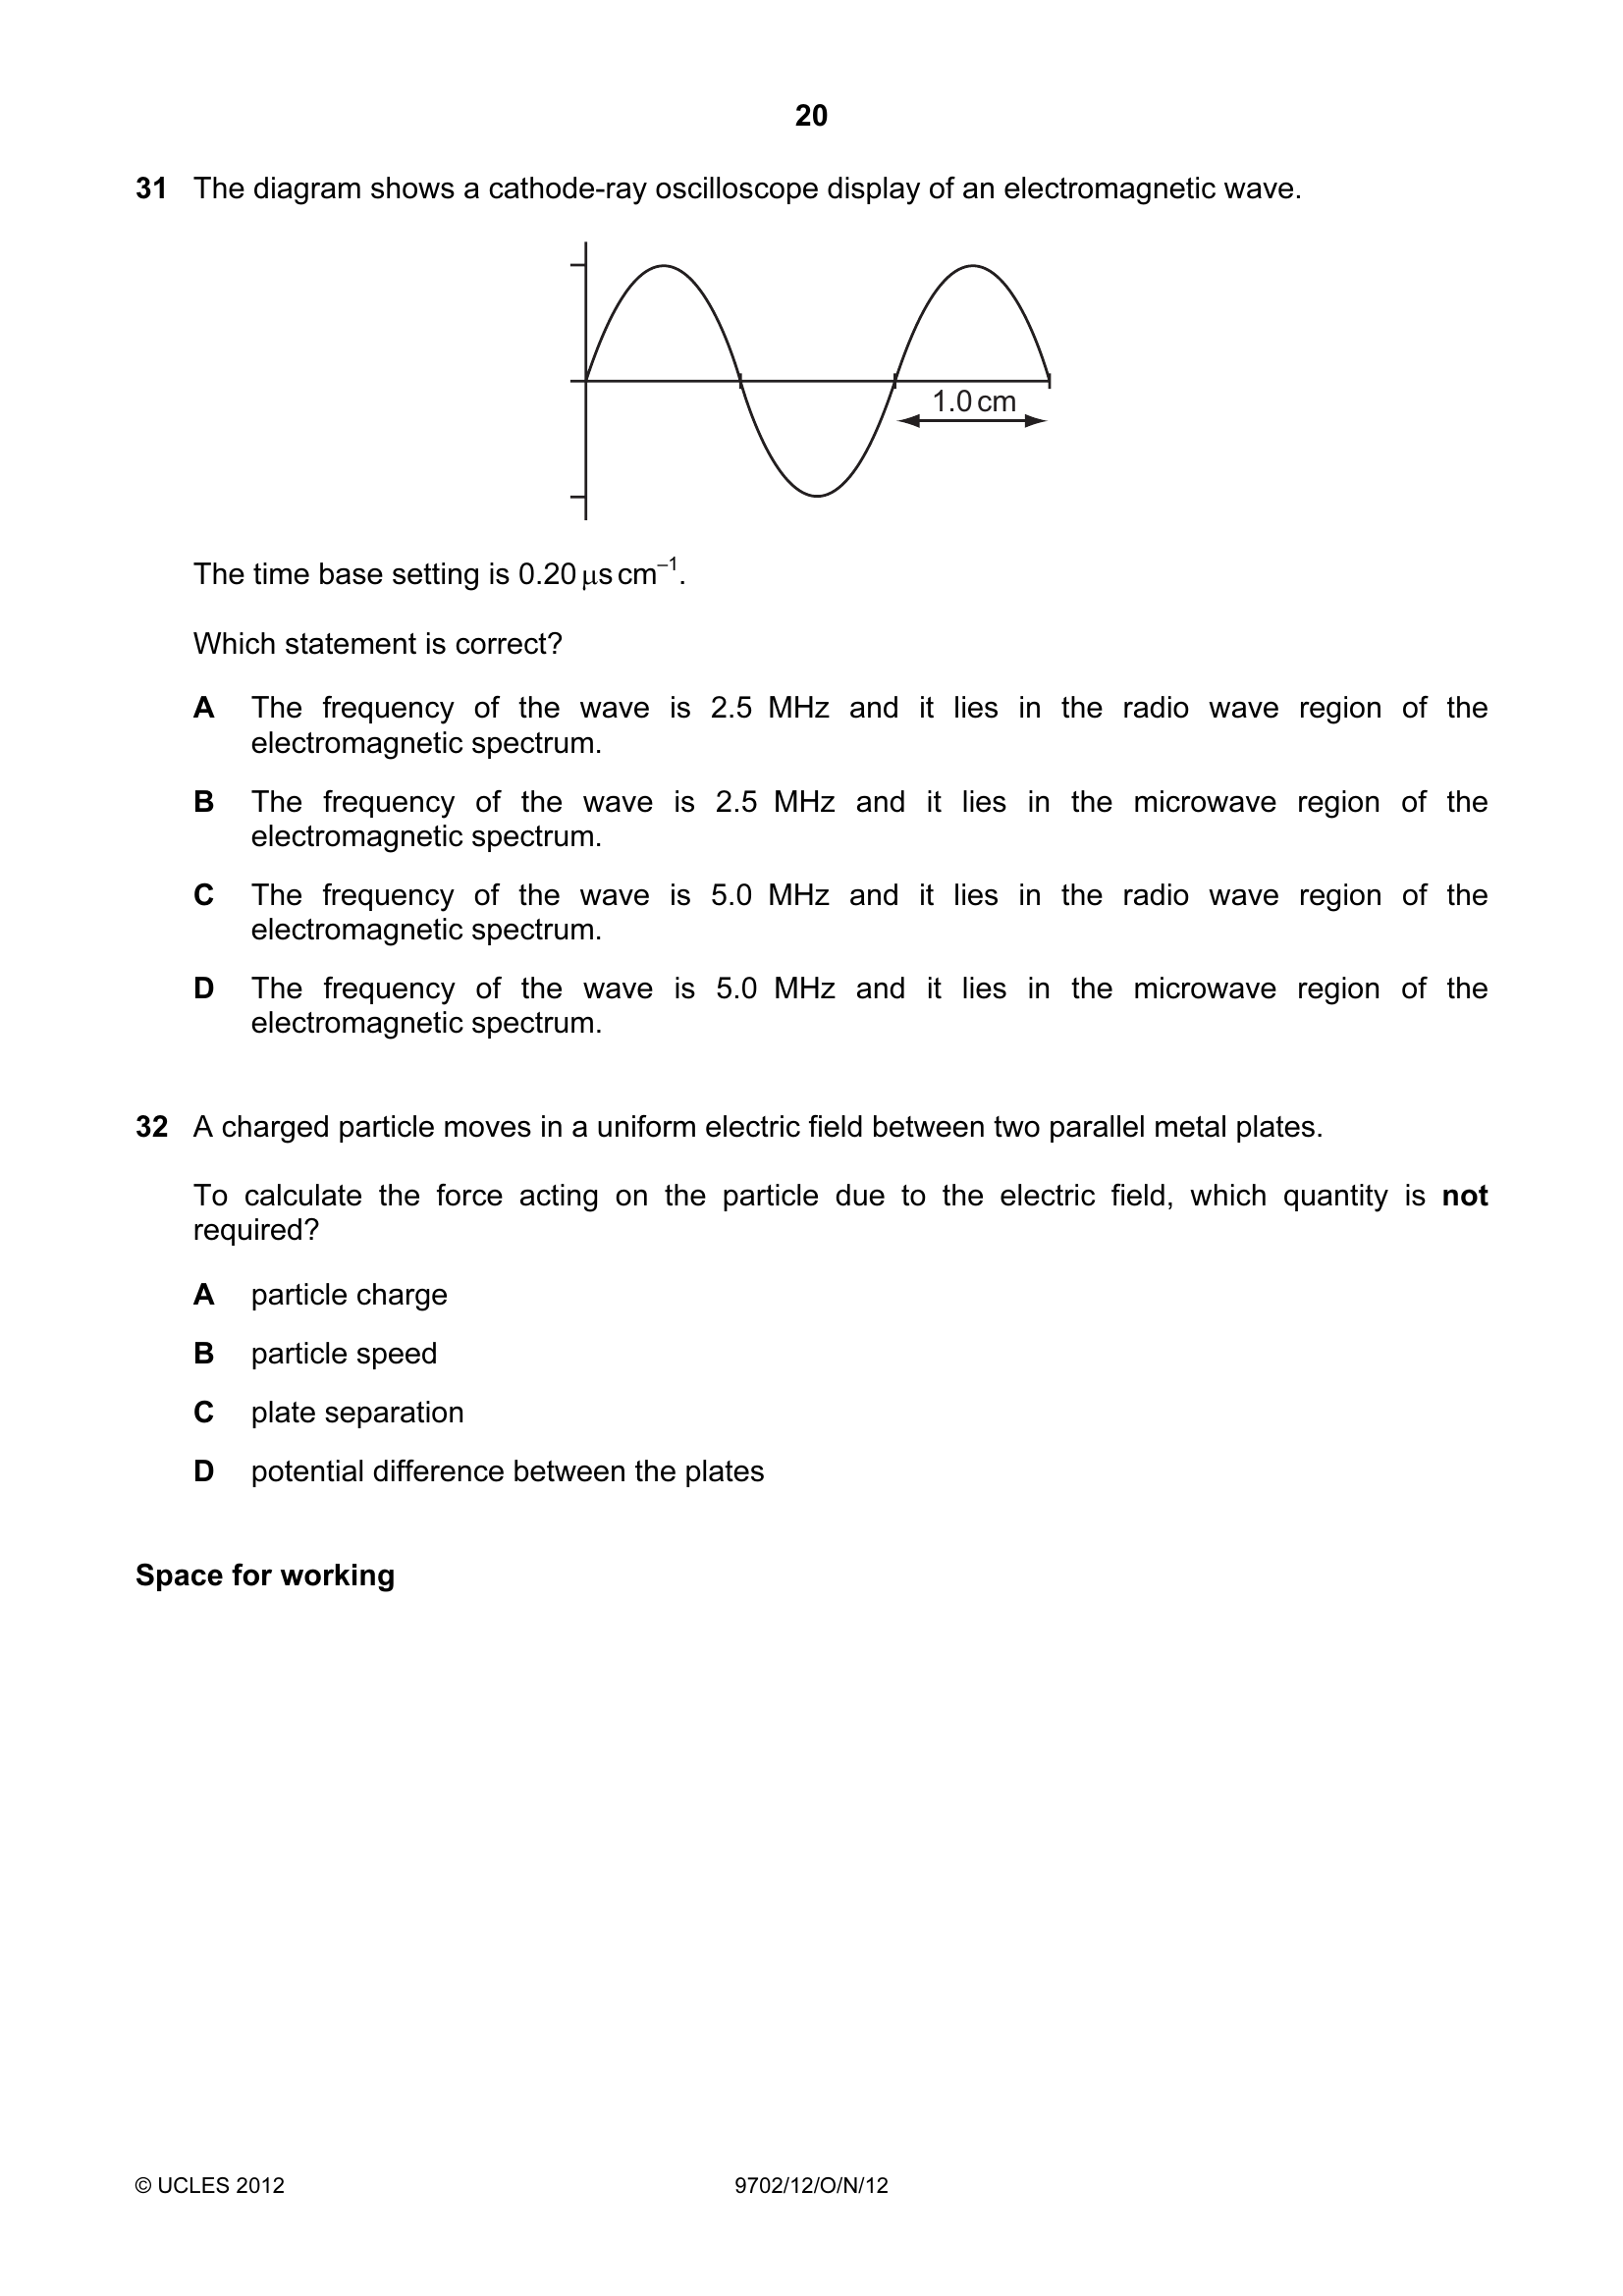 20
31 The diagram shows a cathode-ray oscilloscope display of an electromagnetic wave.
1.0 cm
The time base setting is 0.20 μs cm⁻¹.
Which statement is correct?
A The frequency of the wave is 2.5 MHz and it lies in the radio wave region of the
electromagnetic spectrum.
B The frequency of the wave is 2.5 MHz and it lies in the microwave region of the
electromagnetic spectrum.
C The frequency of the wave is 5.0 MHz and it lies in the radio wave region of the
electromagnetic spectrum.
D The frequency of the wave is 5.0 MHz and it lies in the microwave region of the
electromagnetic spectrum.
32 A charged particle moves in a uniform electric field between two parallel metal plates.
To calculate the force acting on the particle due to the electric field, which quantity is not
required?
A particle charge
B particle speed
C plate separation
D potential difference between the plates
Space for working
© UCLES 2012 9702/12/O/N/12